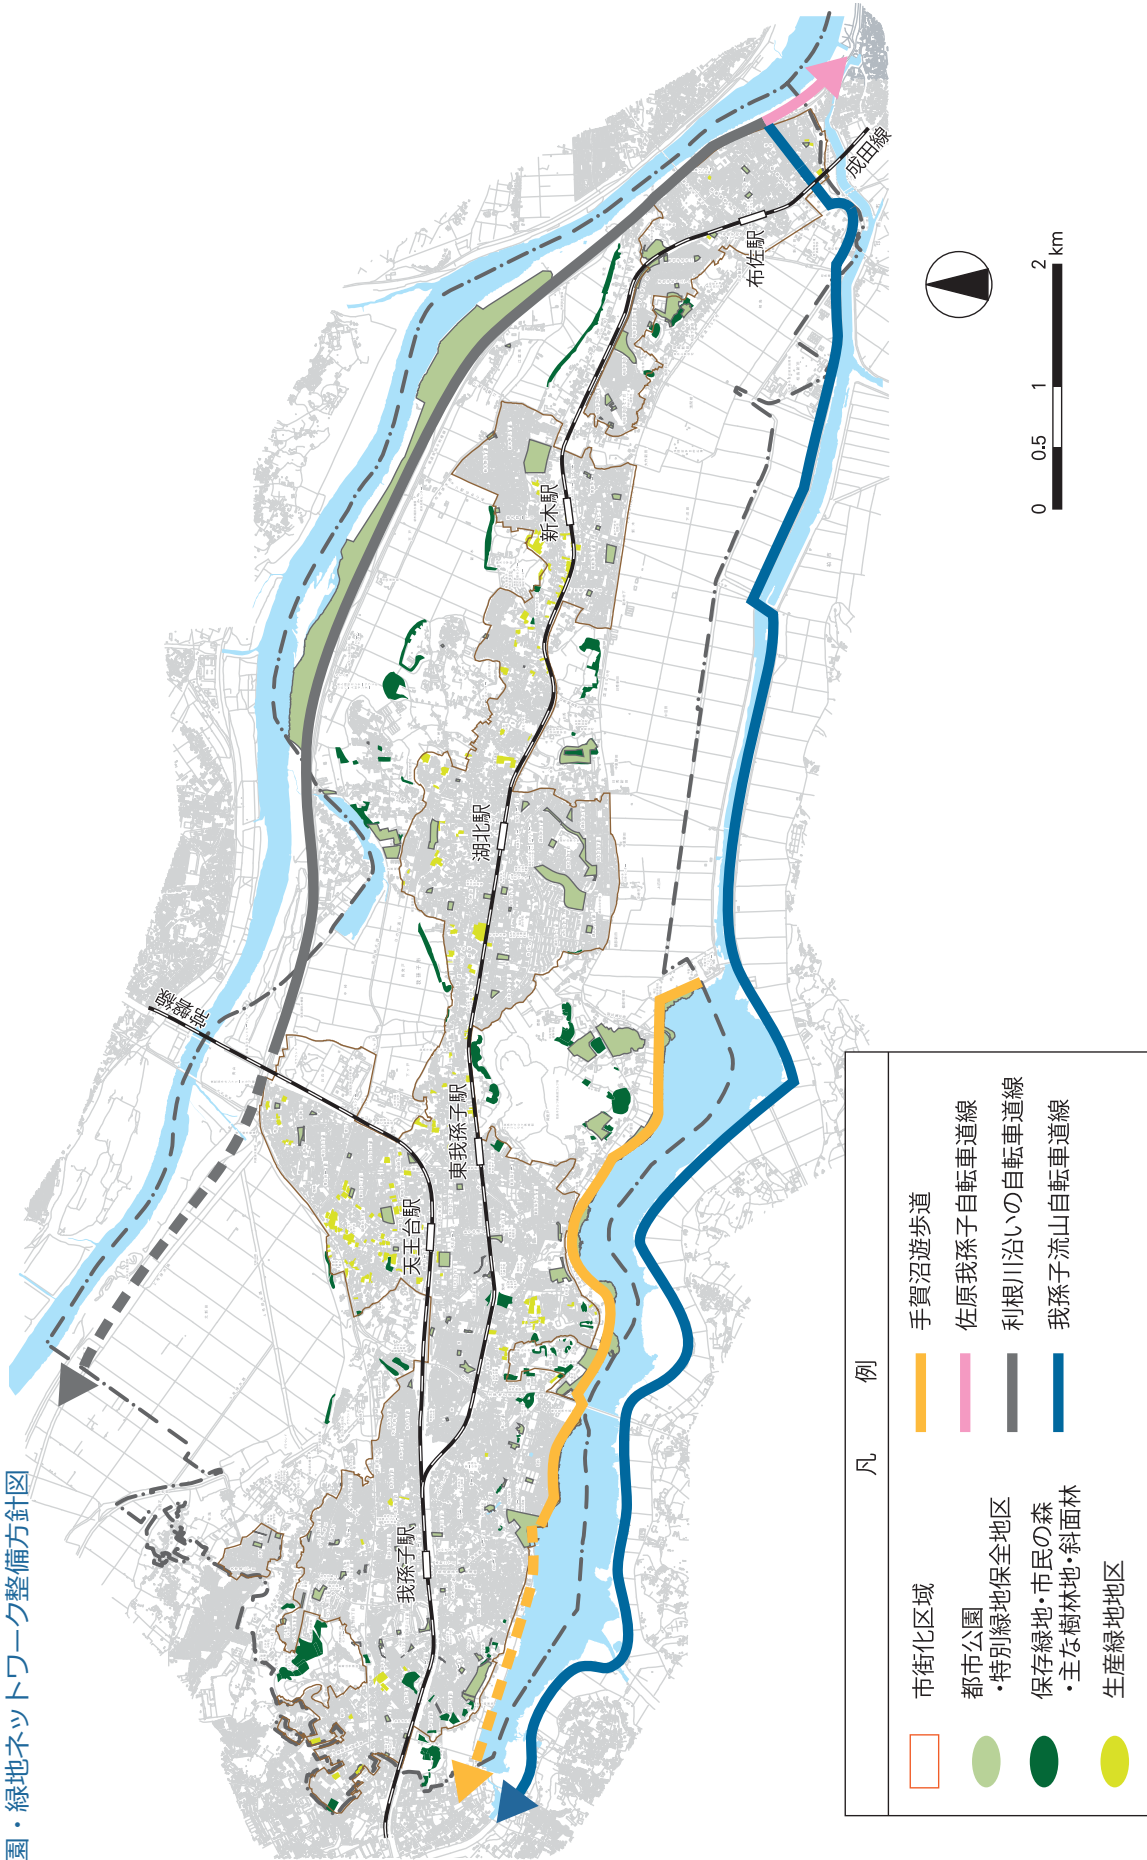 園・緑地ネットワーク整備方針図
常磐線
成田線
我孫子駅
天王台駅
東我孫子駅
湖北駅
新木駅
布佐駅
0 0.5 1 2 km
凡 例
市街化区域
都市公園
・特別緑地保全地区
保存緑地・市民の森
・主な樹林地・斜面林
生産緑地地区
手賀沼遊歩道
佐原我孫子自転車道線
利根川沿いの自転車道線
我孫子流山自転車道線